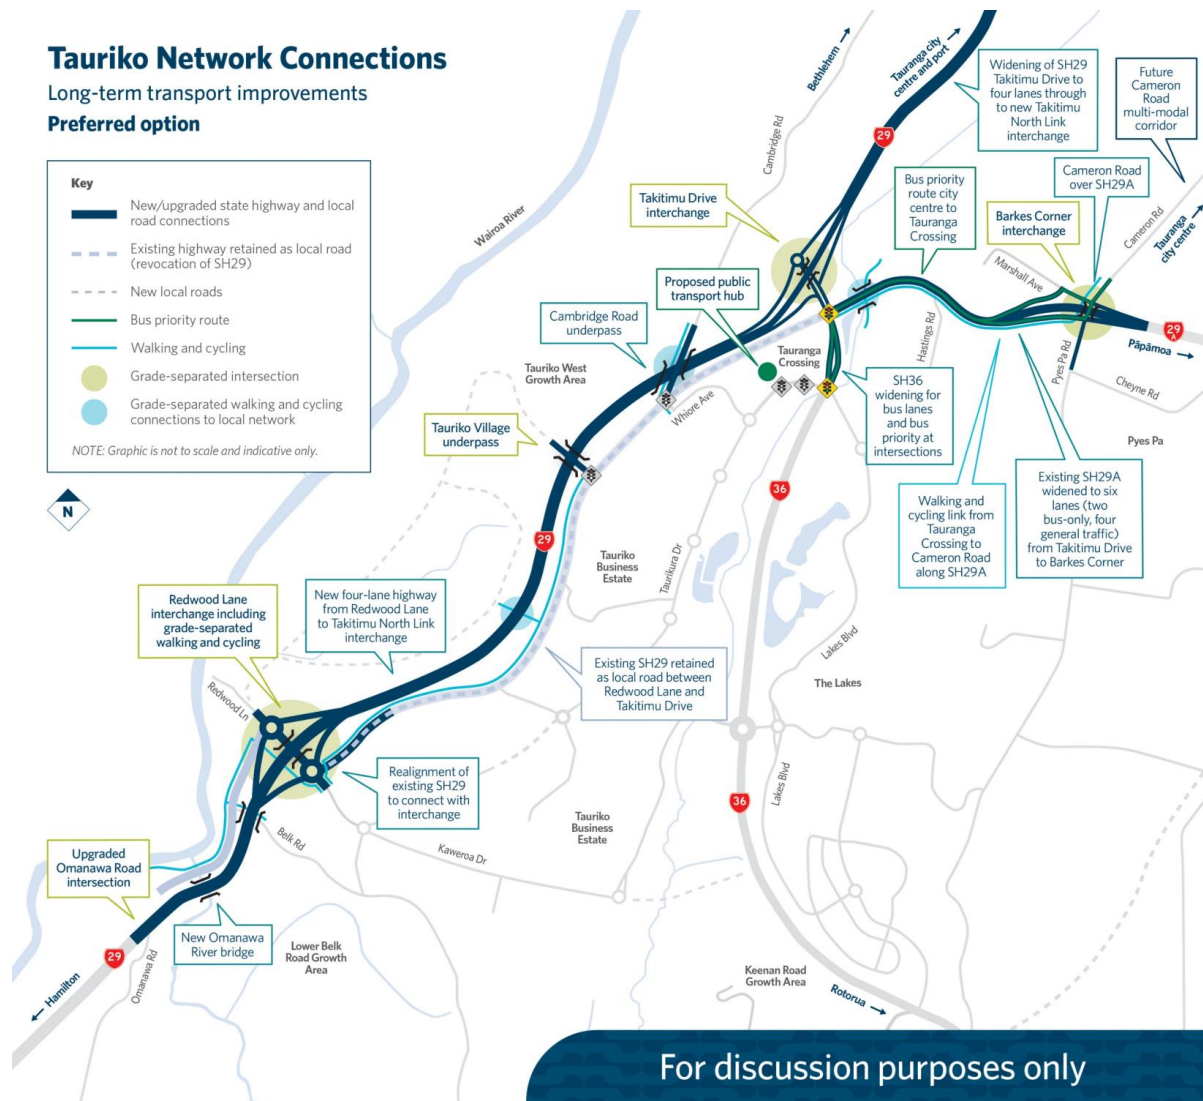 Tauriko Network Connections
Long-term transport improvements
Preferred option
Key
New/upgraded state highway and local
road connections
Existing highway retained as local road
(revocation of SH29)
New local roads
Bus priority route
Walking and cycling
Grade-separated intersection
Grade-separated walking and cycling
connections to local network
NOTE: Graphic is not to scale and indicative only.
N
Wairoa River
Bethlehem
Cambridge Rd
Tauranga city
centre and port
29
Widening of SH29
Takitimu Drive to
four lanes through
to new Takitimu
North Link
interchange
Future
Cameron
Road
multi-modal
corridor
Takitimu Drive
interchange
Bus priority
route city
centre to
Tauranga
Crossing
Cameron Road
over SH29A
Barkes Corner
interchange
Cameron Rd
Tauranga
city centre
Marshall Ave
Proposed public
transport hub
Cambridge Road
underpass
Tauriko West
Growth Area
Tauranga
Crossing
Hastings Rd
Pyes Pa Rd
29
A
Pāpāmoa
Cheyne Rd
Pyes Pa
Whiore Ave
SH36
widening for
bus lanes
and bus
priority at
intersections
Tauriko Village
underpass
36
Walking and
cycling link from
Tauranga
Crossing to
Cameron Road
along SH29A
Existing SH29A
widened to six
lanes (two
bus-only, four
general traffic)
from Takitimu Drive
to Barkes Corner
29
Tauriko
Business
Estate
Taurikura Dr
Redwood Lane
interchange including
grade-separated
walking and cycling
New four-lane highway
from Redwood Lane
to Takitimu North Link
interchange
Existing SH29 retained
as local road between
Redwood Lane and
Takitimu Drive
Lakes Blvd
The Lakes
Redwood Ln
Realignment of
existing SH29
to connect with
interchange
36
Lakes Blvd
Tauriko
Business
Estate
Belk Rd
Kaweroa Dr
Upgraded
Omanawa Road
intersection
New Omanawa
River bridge
Lower Belk
Road Growth
Area
29
Omanawa Rd
Hamilton
Keenan Road
Growth Area
Rotorua
For discussion purposes only